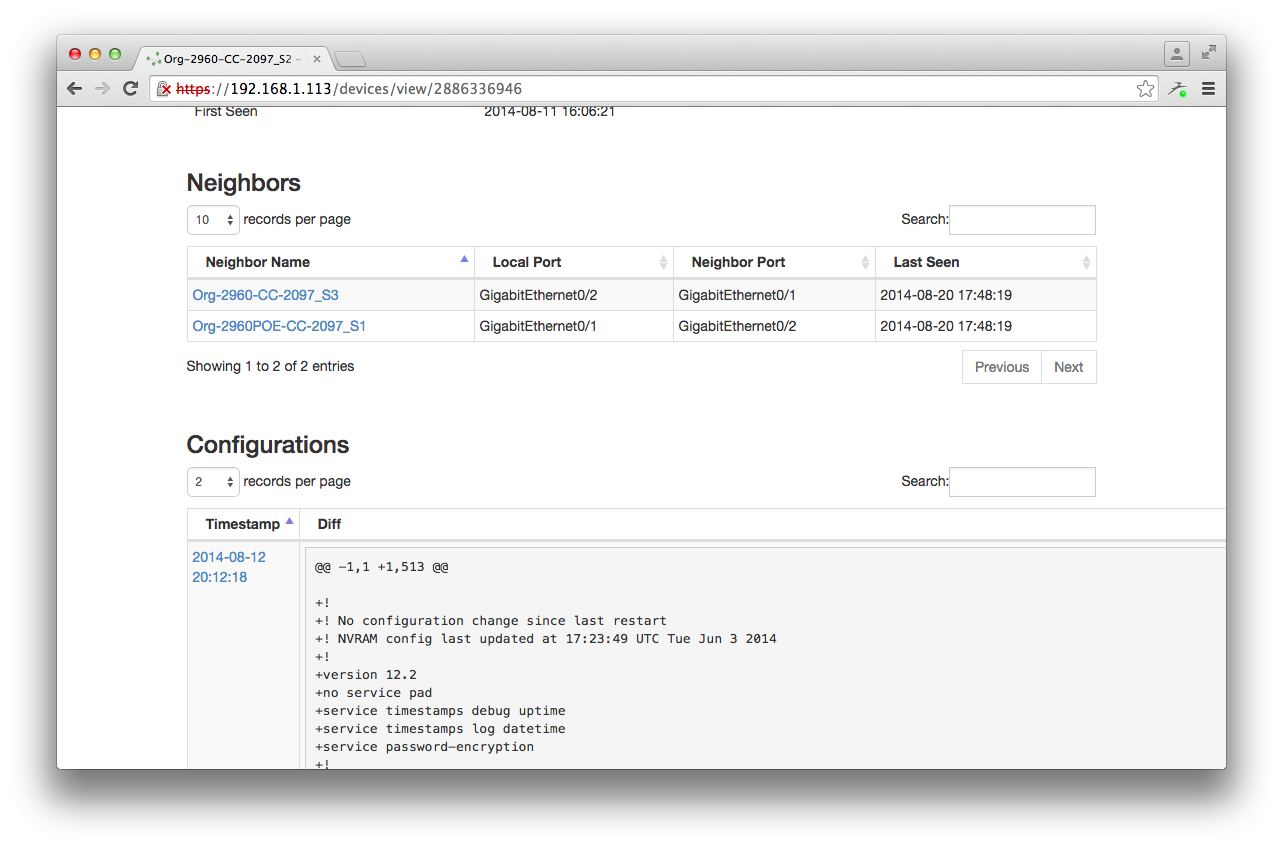 Org-2960-CC-2097_S2 -
https://192.168.1.113/devices/view/2886336946
First Seen 2014-08-11 16:06:21
Neighbors
10 records per page Search:
Neighbor Name Local Port Neighbor Port Last Seen
Org-2960-CC-2097_S3 GigabitEthernet0/2 GigabitEthernet0/1 2014-08-20 17:48:19
Org-2960POE-CC-2097_S1 GigabitEthernet0/1 GigabitEthernet0/2 2014-08-20 17:48:19
Showing 1 to 2 of 2 entries Previous Next
Configurations
2 records per page Search:
Timestamp Diff
2014-08-12
20:12:18
@@ -1,1 +1,513 @@
+!
+! No configuration change since last restart
+! NVRAM config last updated at 17:23:49 UTC Tue Jun 3 2014
+!
+version 12.2
+no service pad
+service timestamps debug uptime
+service timestamps log datetime
+service password-encryption
+!